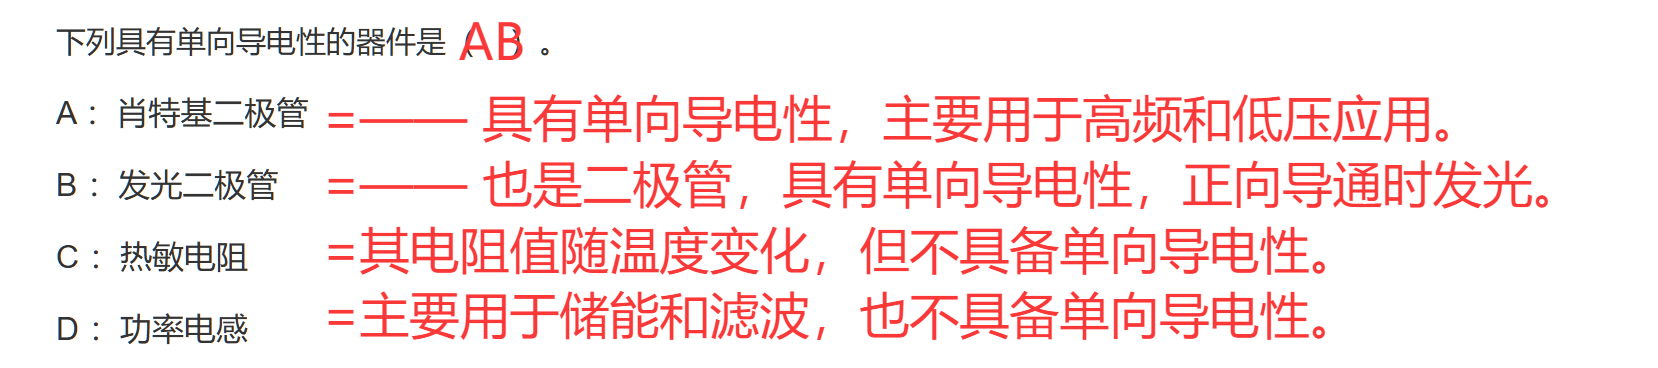 下列具有单向导电性的器件是（AB）。
A：肖特基二极管 =—— 具有单向导电性，主要用于高频和低压应用。
B：发光二极管 =—— 也是二极管，具有单向导电性，正向导通时发光。
C：热敏电阻 =其电阻值随温度变化，但不具备单向导电性。
D：功率电感 =主要用于储能和滤波，也不具备单向导电性。